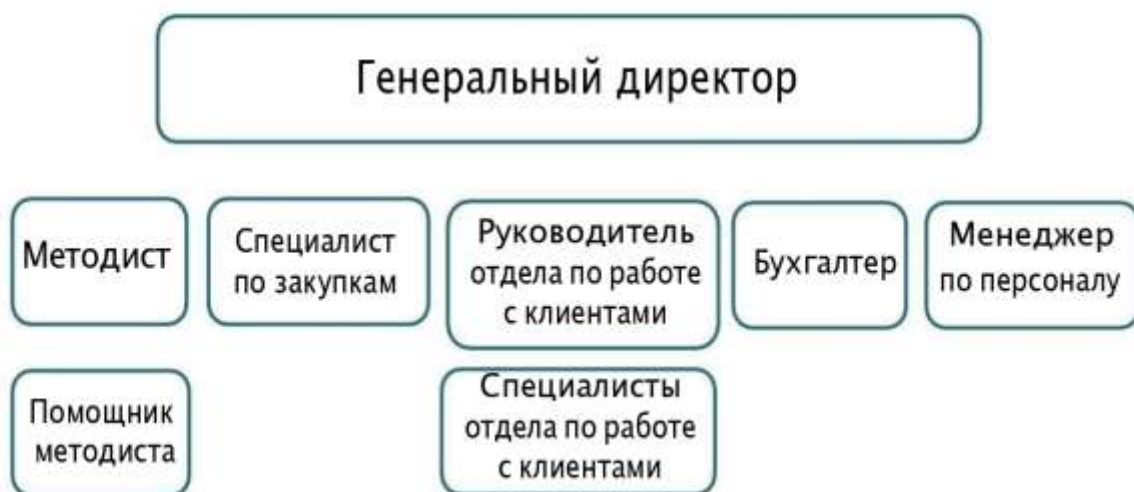 Генеральный директор
Методист
Специалист
по закупкам
Руководитель
отдела по работе
с клиентами
Бухгалтер
Менеджер
по персоналу
Помощник
методиста
Специалисты
отдела по работе
с клиентами